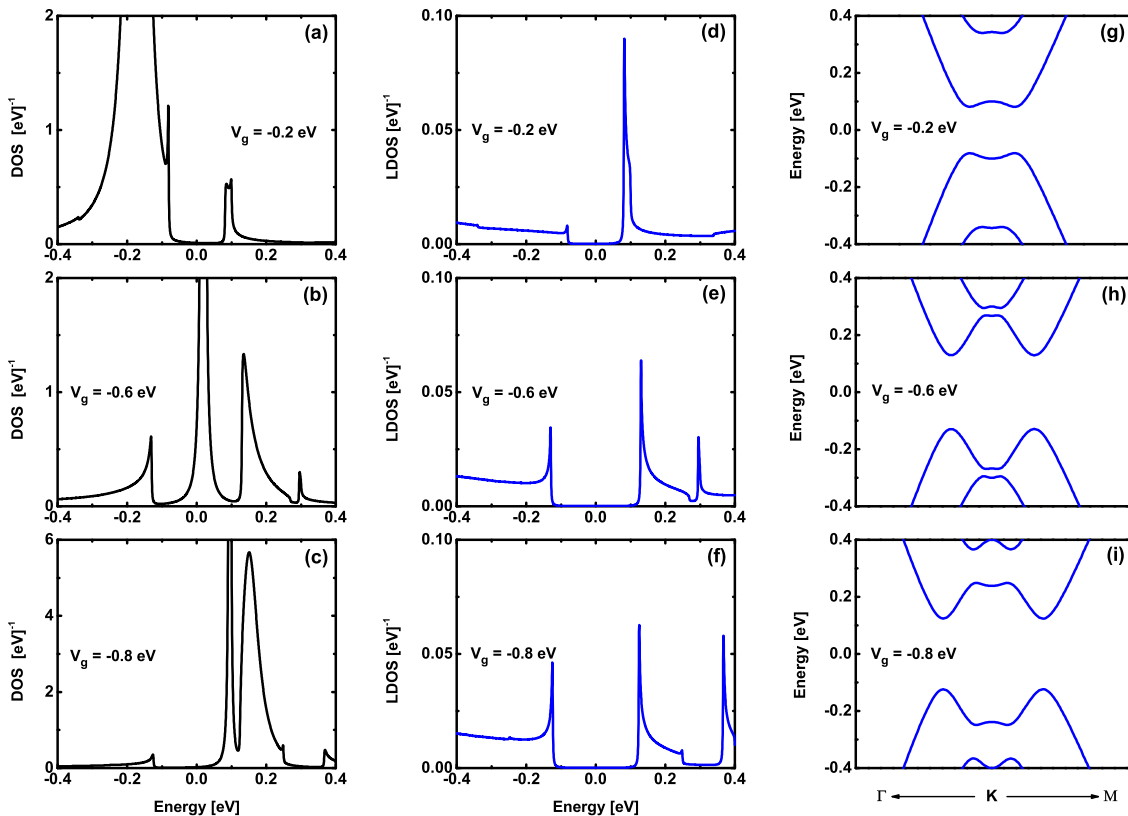 (a)
DOS [eV]-1
2
1
0
Vg = -0.2 eV
-0.4 -0.2 0.0 0.2 0.4
(d)
LDOS [eV]-1
0.10
0.05
0.00
Vg = -0.2 eV
-0.4 -0.2 0.0 0.2 0.4
(g)
Energy [eV]
0.4
0.2
0.0
-0.2
-0.4
Vg = -0.2 eV
(b)
DOS [eV]-1
2
1
0
Vg = -0.6 eV
-0.4 -0.2 0.0 0.2 0.4
(e)
LDOS [eV]-1
0.10
0.05
0.00
Vg = -0.6 eV
-0.4 -0.2 0.0 0.2 0.4
(h)
Energy [eV]
0.4
0.2
0.0
-0.2
-0.4
Vg = -0.6 eV
(c)
DOS [eV]-1
6
4
2
0
Vg = -0.8 eV
-0.4 -0.2 0.0 0.2 0.4
Energy [eV]
(f)
LDOS [eV]-1
0.10
0.05
0.00
Vg = -0.8 eV
-0.4 -0.2 0.0 0.2 0.4
Energy [eV]
(i)
Energy [eV]
0.4
0.2
0.0
-0.2
-0.4
Vg = -0.8 eV
Γ K M